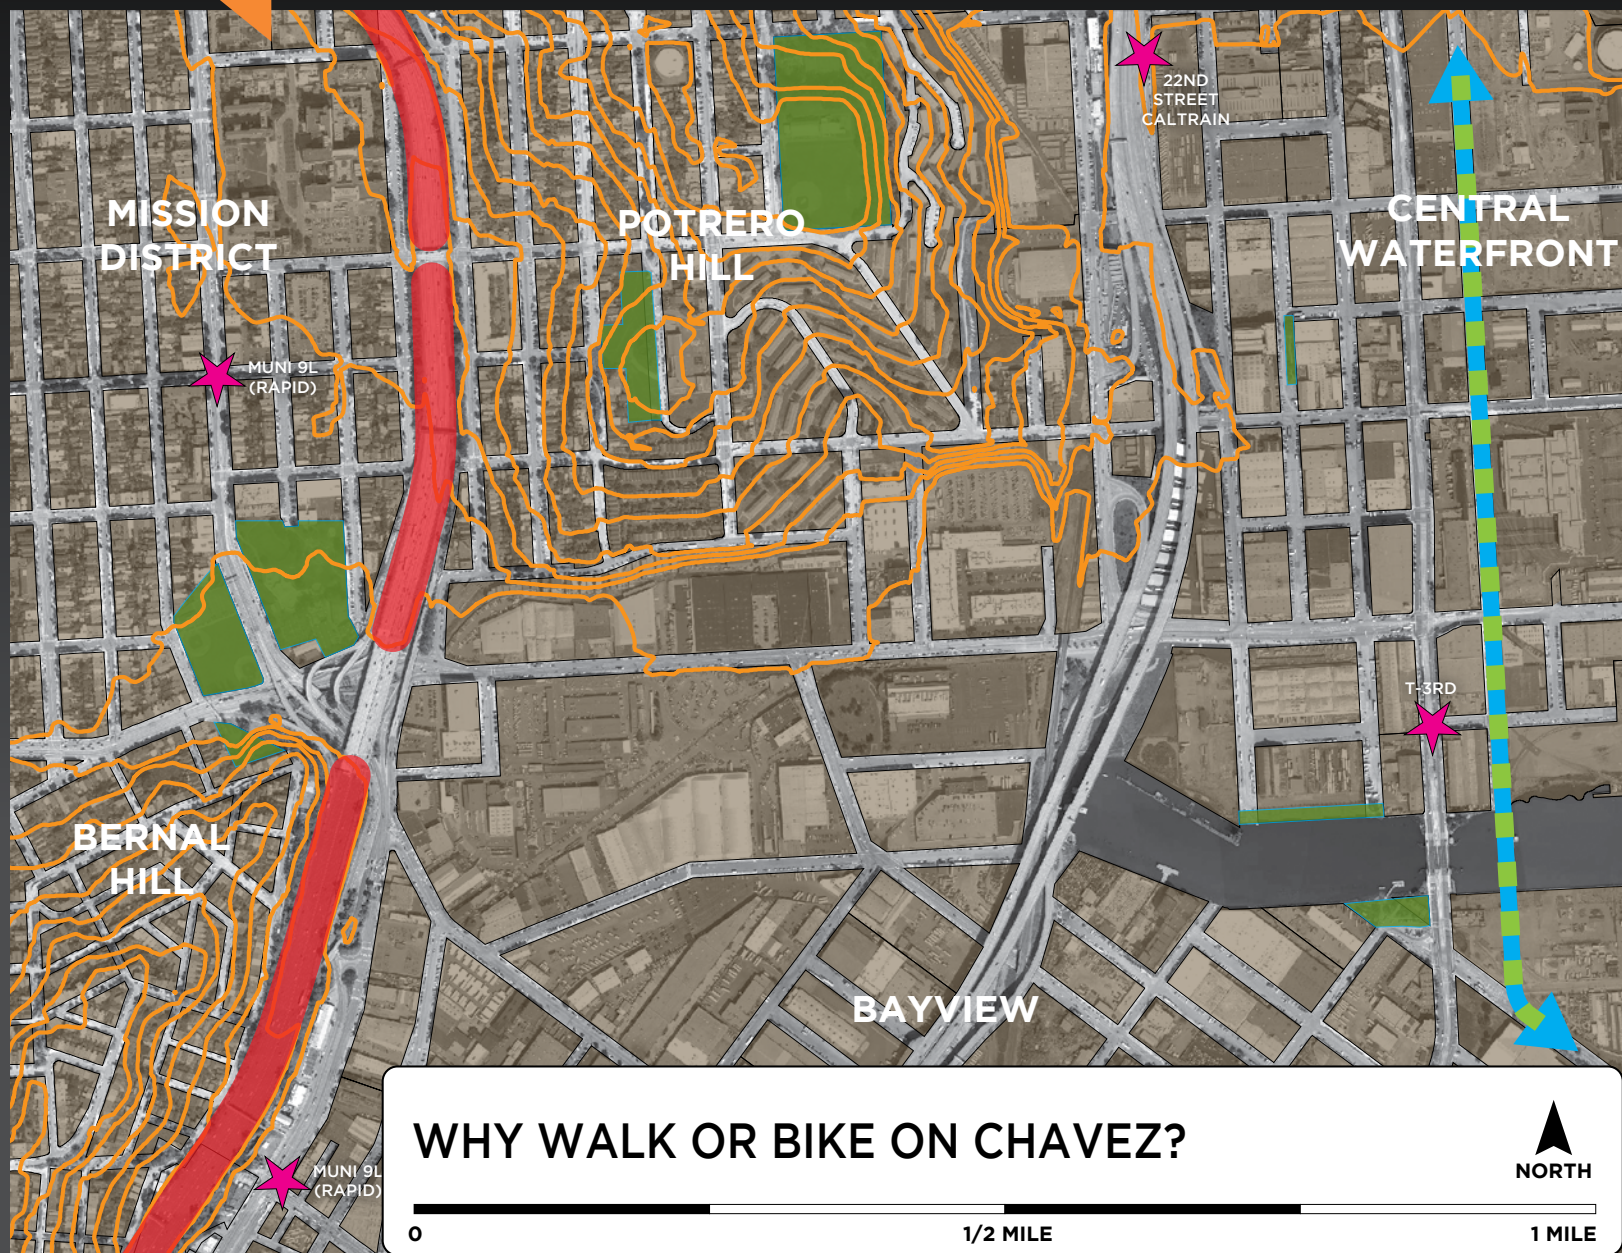 22ND
STREET
CALTRAIN
MISSION
DISTRICT
POTRERO
HILL
CENTRAL
WATERFRONT
MUNI 9L
(RAPID)
T-3RD
BERNAL
HILL
BAYVIEW
MUNI 9L
(RAPID)
WHY WALK OR BIKE ON CHAVEZ?
NORTH
0
1/2 MILE
1 MILE